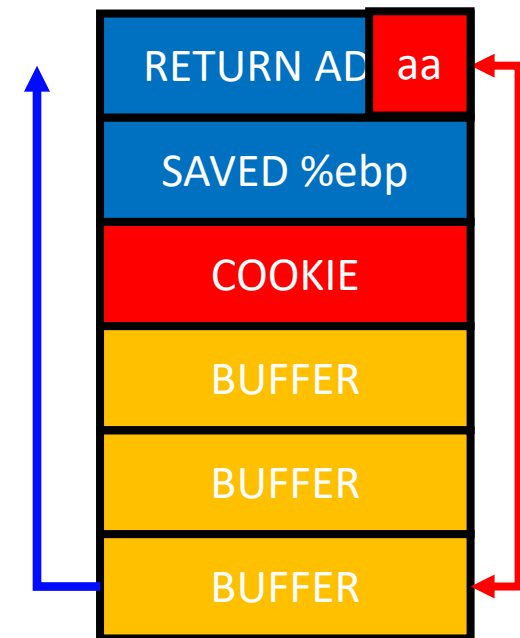 RETURN AD aa
SAVED %ebp
COOKIE
BUFFER
BUFFER
BUFFER